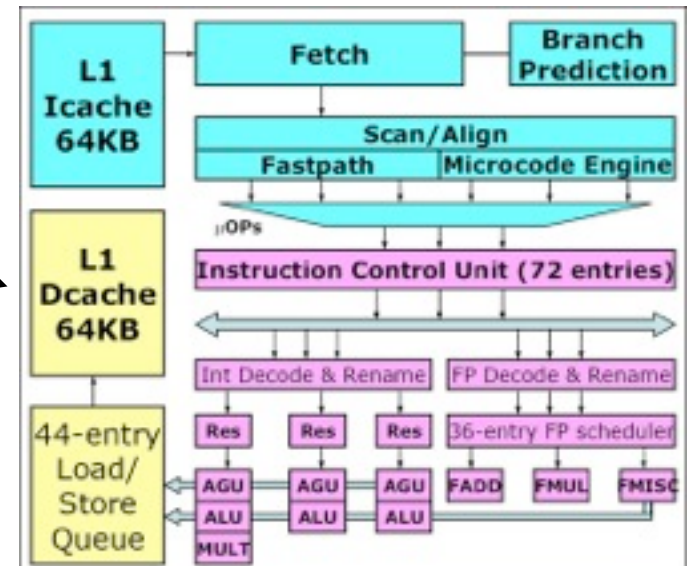 L1
Icache
64KB
Fetch
Branch
Prediction
Scan/Align
Fastpath
Microcode Engine
µOPs
L1
Dcache
64KB
Instruction Control Unit (72 entries)
Int Decode & Rename
FP Decode & Rename
44-entry
Load/
Store
Queue
Res
Res
Res
36-entry FP scheduler
AGU
AGU
AGU
FADD
FMUL
FMISC
ALU
ALU
ALU
MULT